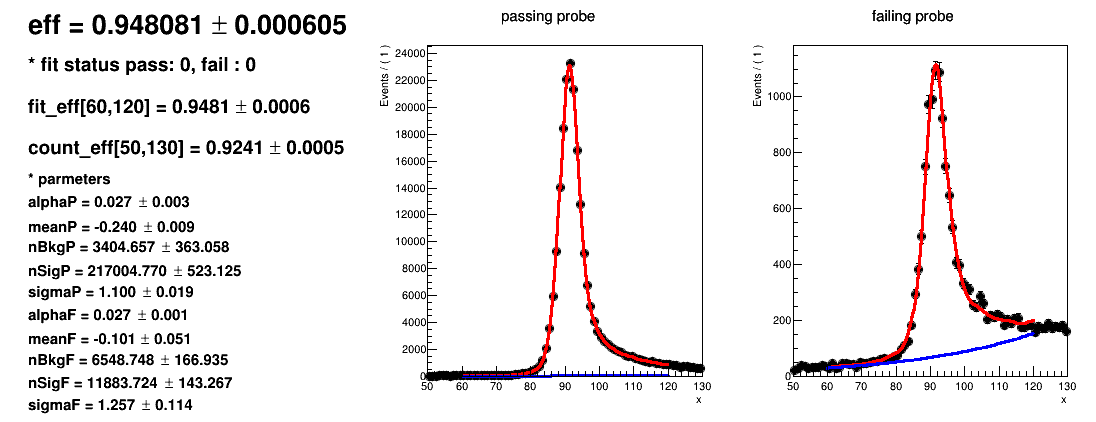 eff = 0.948081 ± 0.000605
* fit status pass: 0, fail : 0
fit_eff[60,120] = 0.9481 ± 0.0006
count_eff[50,130] = 0.9241 ± 0.0005
* parmeters
alphaP = 0.027 ± 0.003
meanP = -0.240 ± 0.009
nBkgP = 3404.657 ± 363.058
nSigP = 217004.770 ± 523.125
sigmaP = 1.100 ± 0.019
alphaF = 0.027 ± 0.001
meanF = -0.101 ± 0.051
nBkgF = 6548.748 ± 166.935
nSigF = 11883.724 ± 143.267
sigmaF = 1.257 ± 0.114
passing probe
Events / ( 1 )
24000
22000
20000
18000
16000
14000
12000
10000
8000
6000
4000
2000
0
50 60 70 80 90 100 110 120 130
x
failing probe
Events / ( 1 )
1000
800
600
400
200
0
50 60 70 80 90 100 110 120 130
x